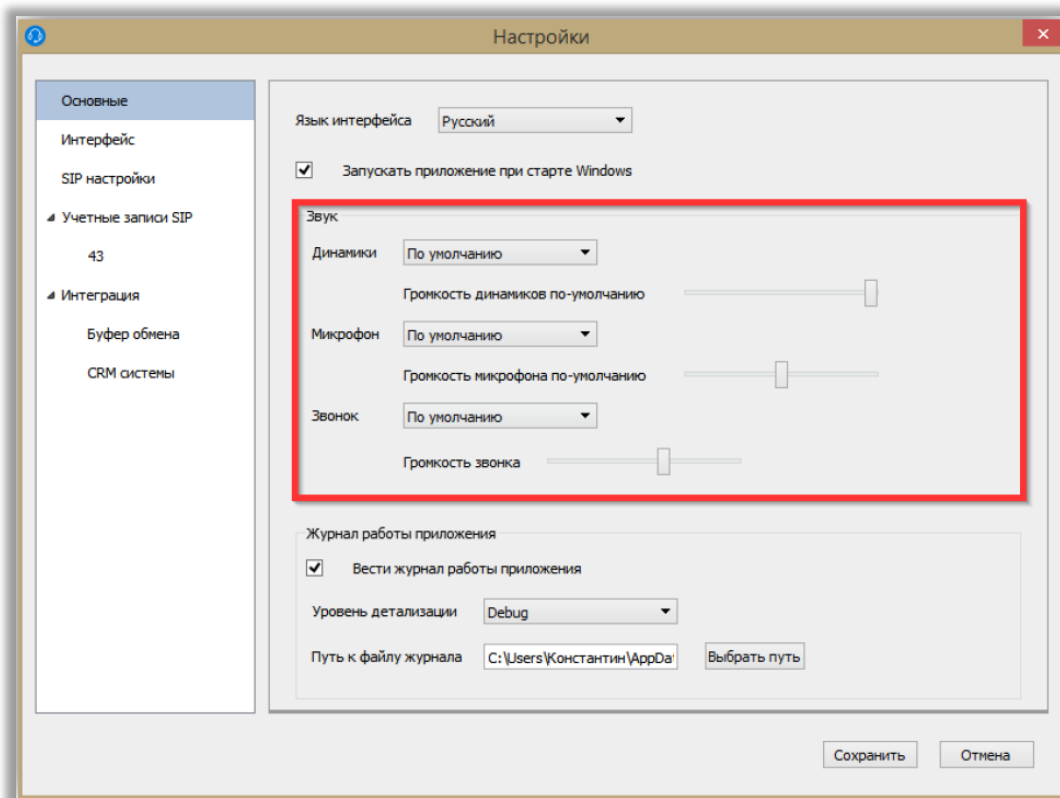 Настройки
Основные
Интерфейс
SIP настройки
Учетные записи SIP
43
Интеграция
Буфер обмена
CRM системы
Язык интерфейса Русский
Запускать приложение при старте Windows
Звук
Динамики По умолчанию
Громкость динамиков по-умолчанию
Микрофон По умолчанию
Громкость микрофона по-умолчанию
Звонок По умолчанию
Громкость звонка
Журнал работы приложения
Вести журнал работы приложения
Уровень детализации Debug
Путь к файлу журнала C:\Users\Константин\AppDa Выбрать путь
Сохранить Отмена